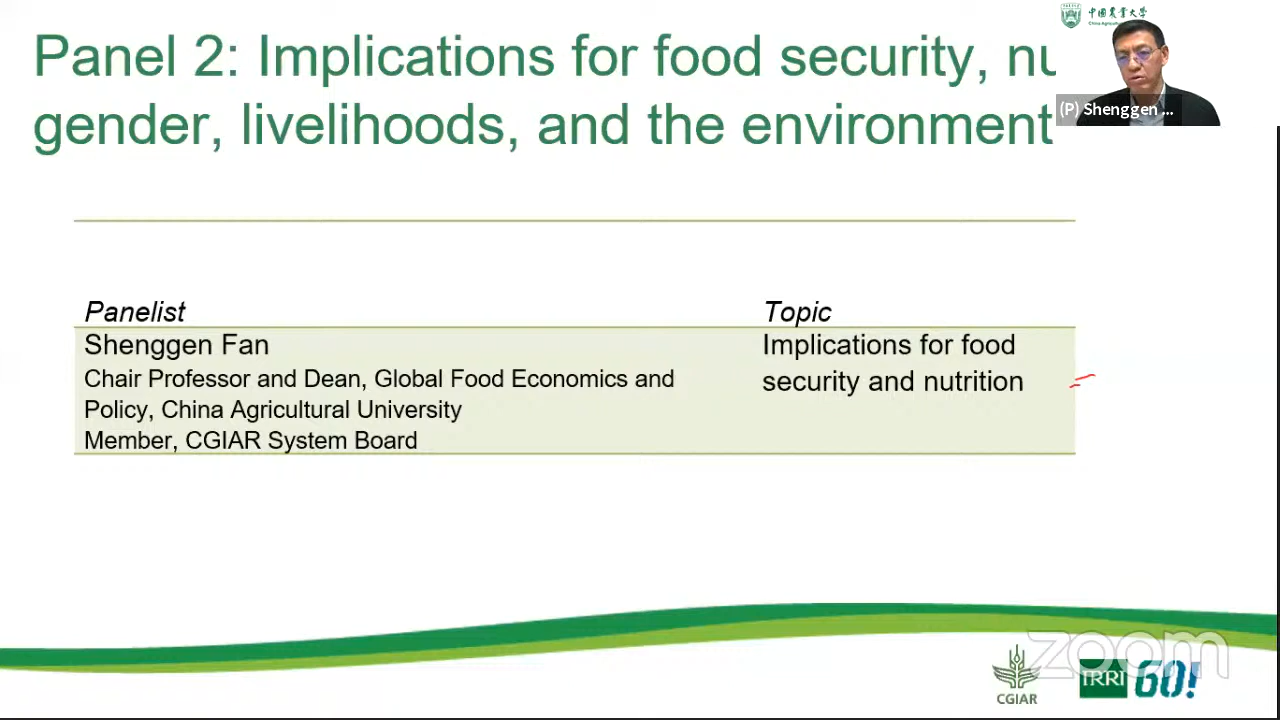 Panel 2: Implications for food security, nu
gender, livelihoods, and the environment
中国农业大学
China Agricultural
(P) Shenggen ...
Panelist
Topic
Shenggen Fan
Implications for food
security and nutrition
Chair Professor and Dean, Global Food Economics and
Policy, China Agricultural University
Member, CGIAR System Board
zoom
CGIAR
IRRI 60!